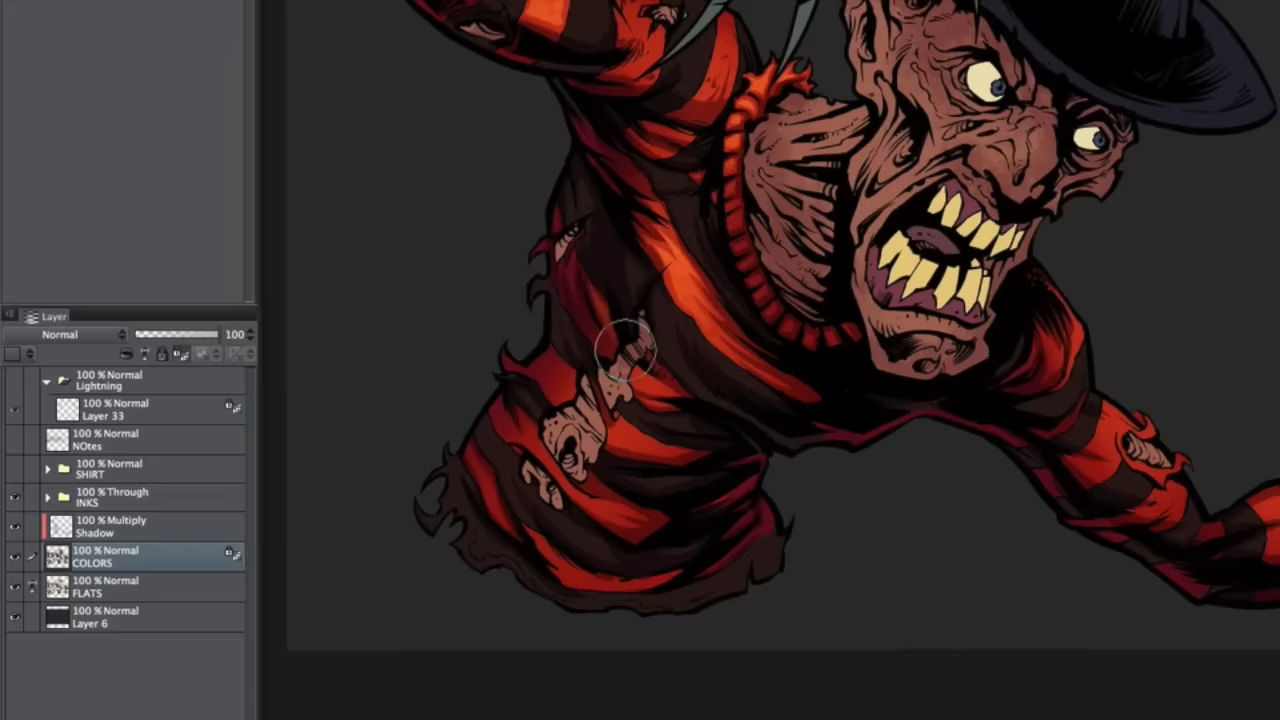 Layer
Normal 100
100 % Normal
Lightning
100 % Normal
Layer 33
100 % Normal
NOtes
100 % Normal
SHIRT
100 % Through
INKS
100 % Multiply
Shadow
100 % Normal
COLORS
100 % Normal
FLATS
100 % Normal
Layer 6